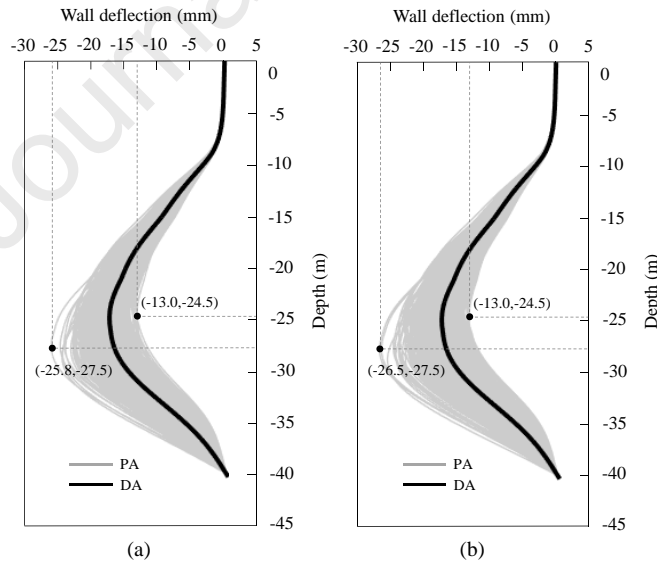 Journa
Wall deflection (mm)
-30 -25 -20 -15 -10 -5 0 5
0
-5
-10
-15
-20
-25
-30
-35
-40
-45
Depth (m)
(-13.0,-24.5)
(-25.8,-27.5)
PA
DA
(a)
Wall deflection (mm)
-30 -25 -20 -15 -10 -5 0 5
0
-5
-10
-15
-20
-25
-30
-35
-40
-45
Depth (m)
(-13.0,-24.5)
(-26.5,-27.5)
PA
DA
(b)